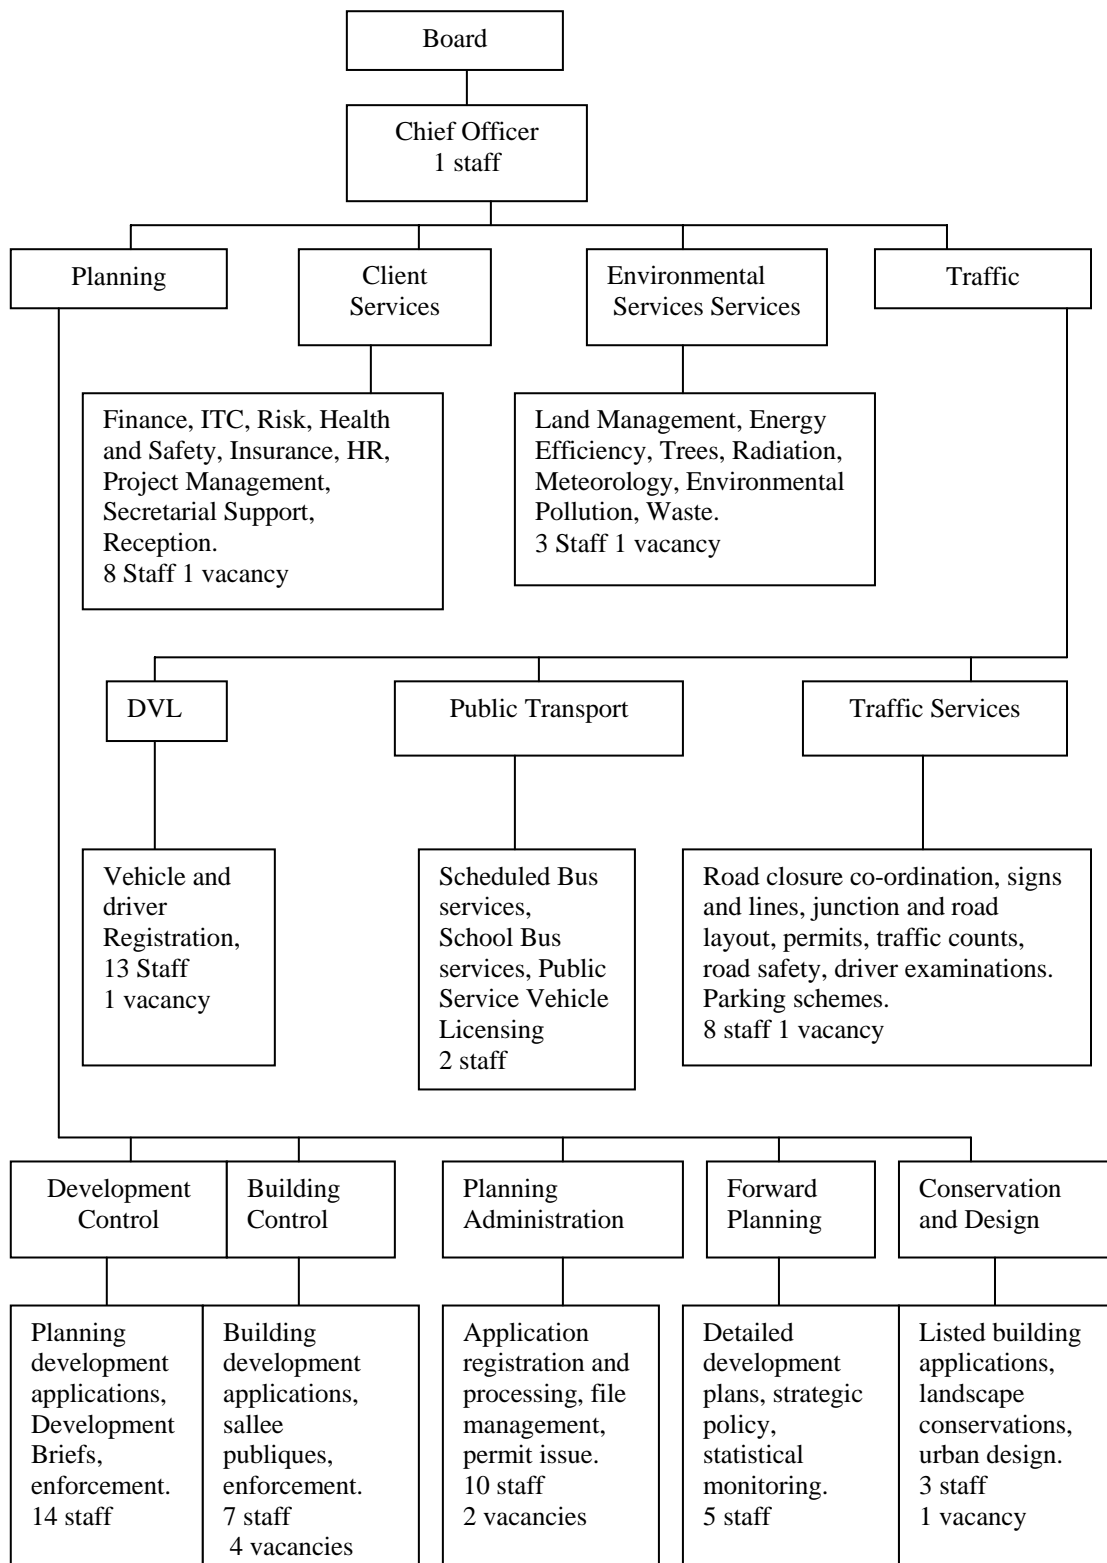 Board
Chief Officer
1 staff
Planning
Client
Services
Environmental
Services Services
Traffic
Finance, ITC, Risk, Health
and Safety, Insurance, HR,
Project Management,
Secretarial Support,
Reception.
8 Staff 1 vacancy
Land Management, Energy
Efficiency, Trees, Radiation,
Meteorology, Environmental
Pollution, Waste.
3 Staff 1 vacancy
DVL
Public Transport
Traffic Services
Vehicle and
driver
Registration,
13 Staff
1 vacancy
Scheduled Bus
services,
School Bus
services, Public
Service Vehicle
Licensing
2 staff
Road closure co-ordination, signs
and lines, junction and road
layout, permits, traffic counts,
road safety, driver examinations.
Parking schemes.
8 staff 1 vacancy
Development
Control
Building
Control
Planning
Administration
Forward
Planning
Conservation
and Design
Planning
development
applications,
Development
Briefs,
enforcement.
14 staff
Building
development
applications,
sallee
publiques,
enforcement.
7 staff
4 vacancies
Application
registration and
processing, file
management,
permit issue.
10 staff
2 vacancies
Detailed
development
plans, strategic
policy,
statistical
monitoring.
5 staff
Listed building
applications,
landscape
conservations,
urban design.
3 staff
1 vacancy